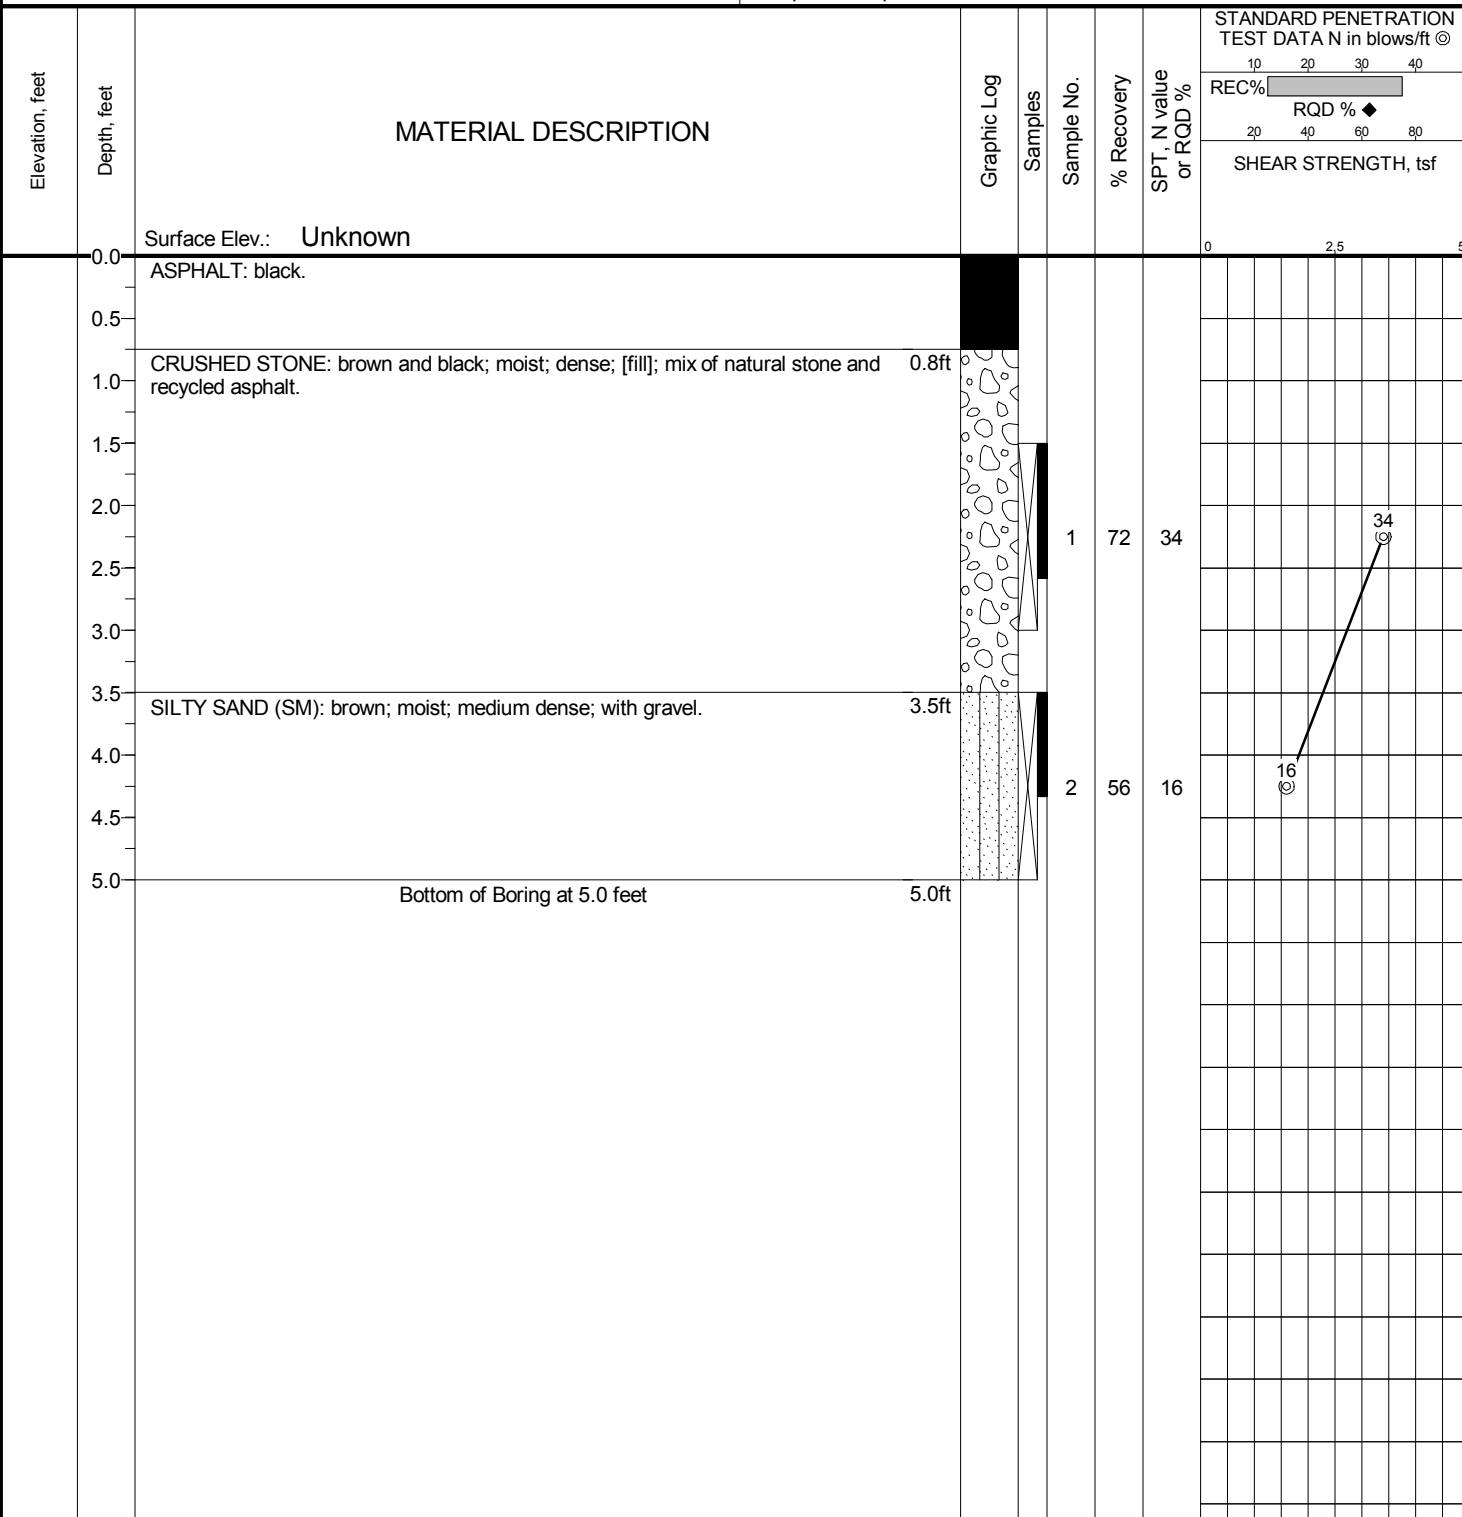 STANDARD PENETRATION
TEST DATA N in blows/ft ◎
10 20 30 40
REC%
RQD % ◆
20 40 60 80
SHEAR STRENGTH, tsf
0 2.5 5
Elevation, feet
Depth, feet
MATERIAL DESCRIPTION
Graphic Log
Samples
Sample No.
% Recovery
SPT, N value
or RQD %
Surface Elev.: Unknown
0.0
ASPHALT: black.
0.5
CRUSHED STONE: brown and black; moist; dense; [fill]; mix of natural stone and 0.8ft
recycled asphalt.
1.0
1.5
2.0
34
1 72 34
2.5
3.0
3.5
SILTY SAND (SM): brown; moist; medium dense; with gravel. 3.5ft
4.0
16
2 56 16
4.5
5.0
Bottom of Boring at 5.0 feet 5.0ft